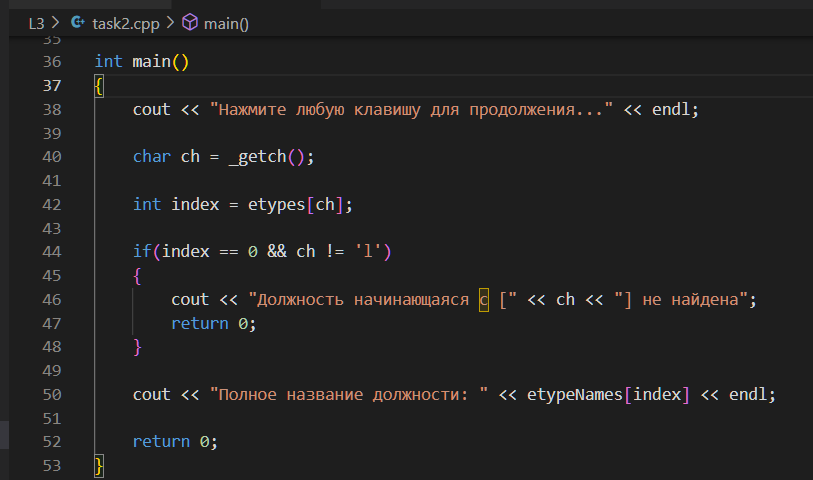 L3 > task2.cpp > main()
35
36 int main()
37 {
38 cout << "Нажмите любую клавишу для продолжения..." << endl;
39
40 char ch = _getch();
41
42 int index = etypes[ch];
43
44 if(index == 0 && ch != 'l')
45 {
46 cout << "Должность начинающаяся с [" << ch << "] не найдена";
47 return 0;
48 }
49
50 cout << "Полное название должности: " << etypeNames[index] << endl;
51
52 return 0;
53 }